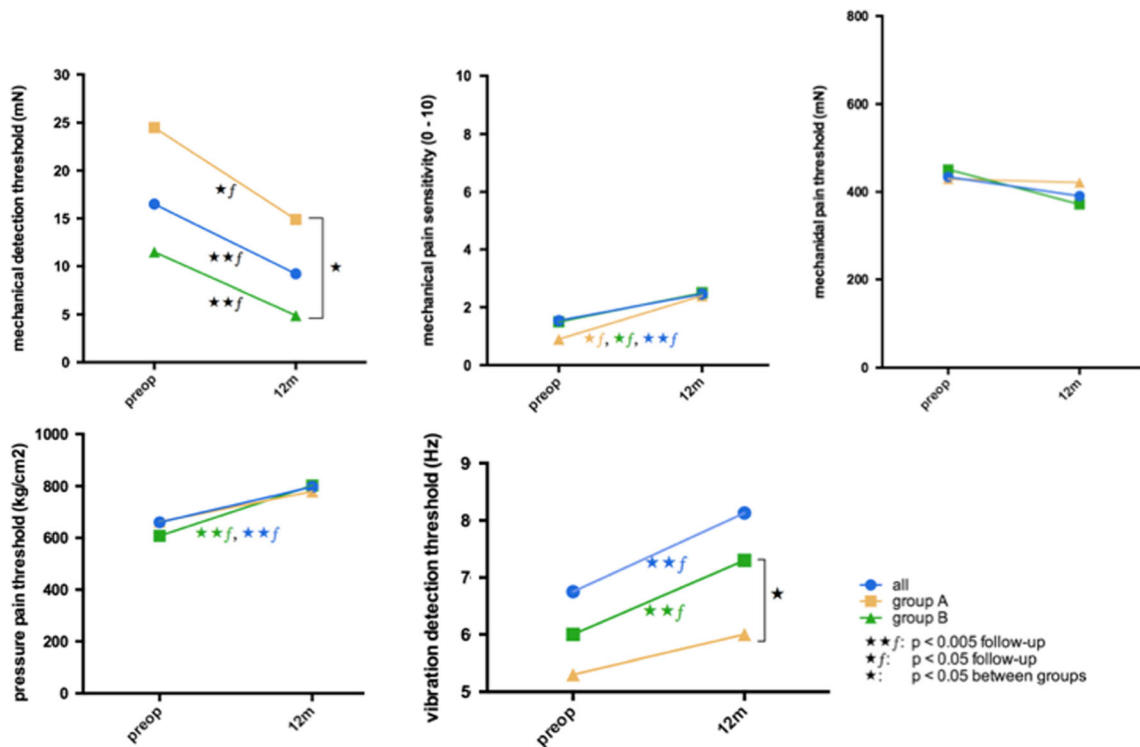 mechanical detection threshold (mN)
30
25
20
15
10
5
0
★f
★★f
★★f
★
preop
12m
mechanical pain sensitivity (0 - 10)
10
8
6
4
2
0
★f, ★f, ★★f
preop
12m
mechanidal pain threshold (mN)
800
600
400
200
0
preop
12m
pressure pain threshold (kg/cm2)
1000
800
600
400
200
0
★★f, ★★f
preop
12m
vibration detection threshold (Hz)
9
8
7
6
5
★★f
★★f
★
preop
12m
all
group A
group B
★★f: p < 0.005 follow-up
★f: p < 0.05 follow-up
★: p < 0.05 between groups